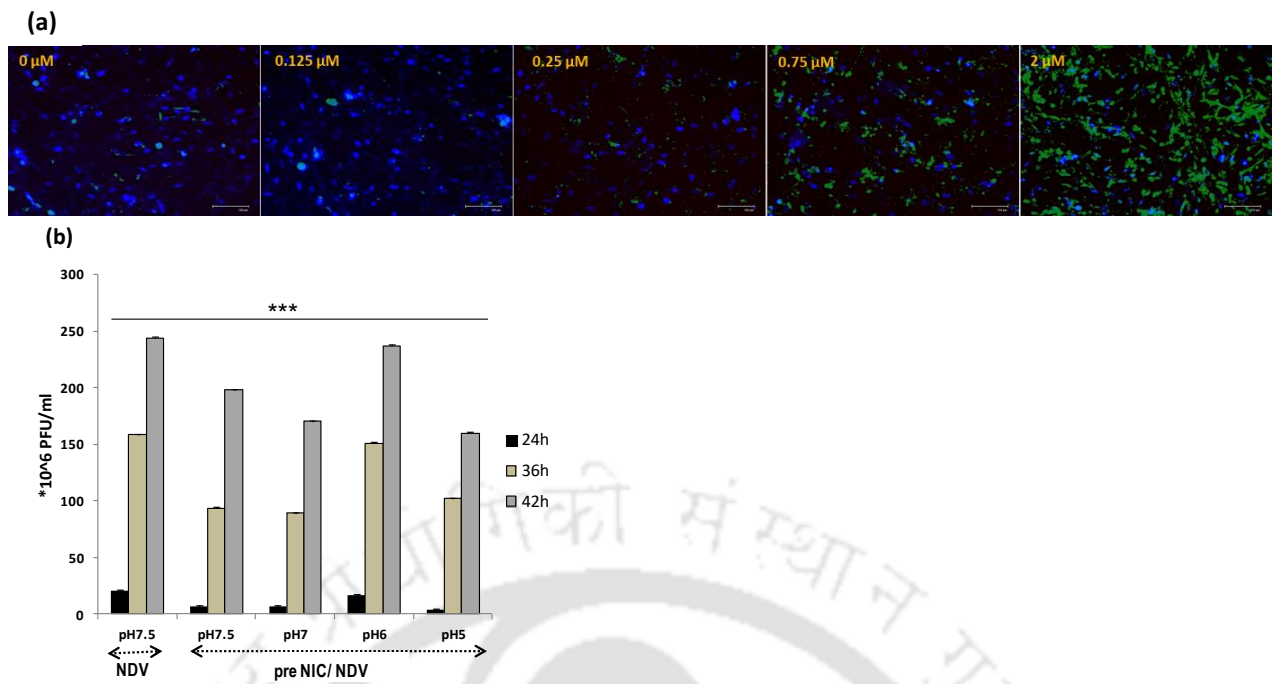 (a)
0 µM
0.125 µM
0.25 µM
0.75 µM
2 µM
(b)
300
250
200
150
100
50
0
*10^6 PFU/ml
***
24h
36h
42h
pH7.5 pH7.5 pH7 pH6 pH5
NDV pre NIC/ NDV